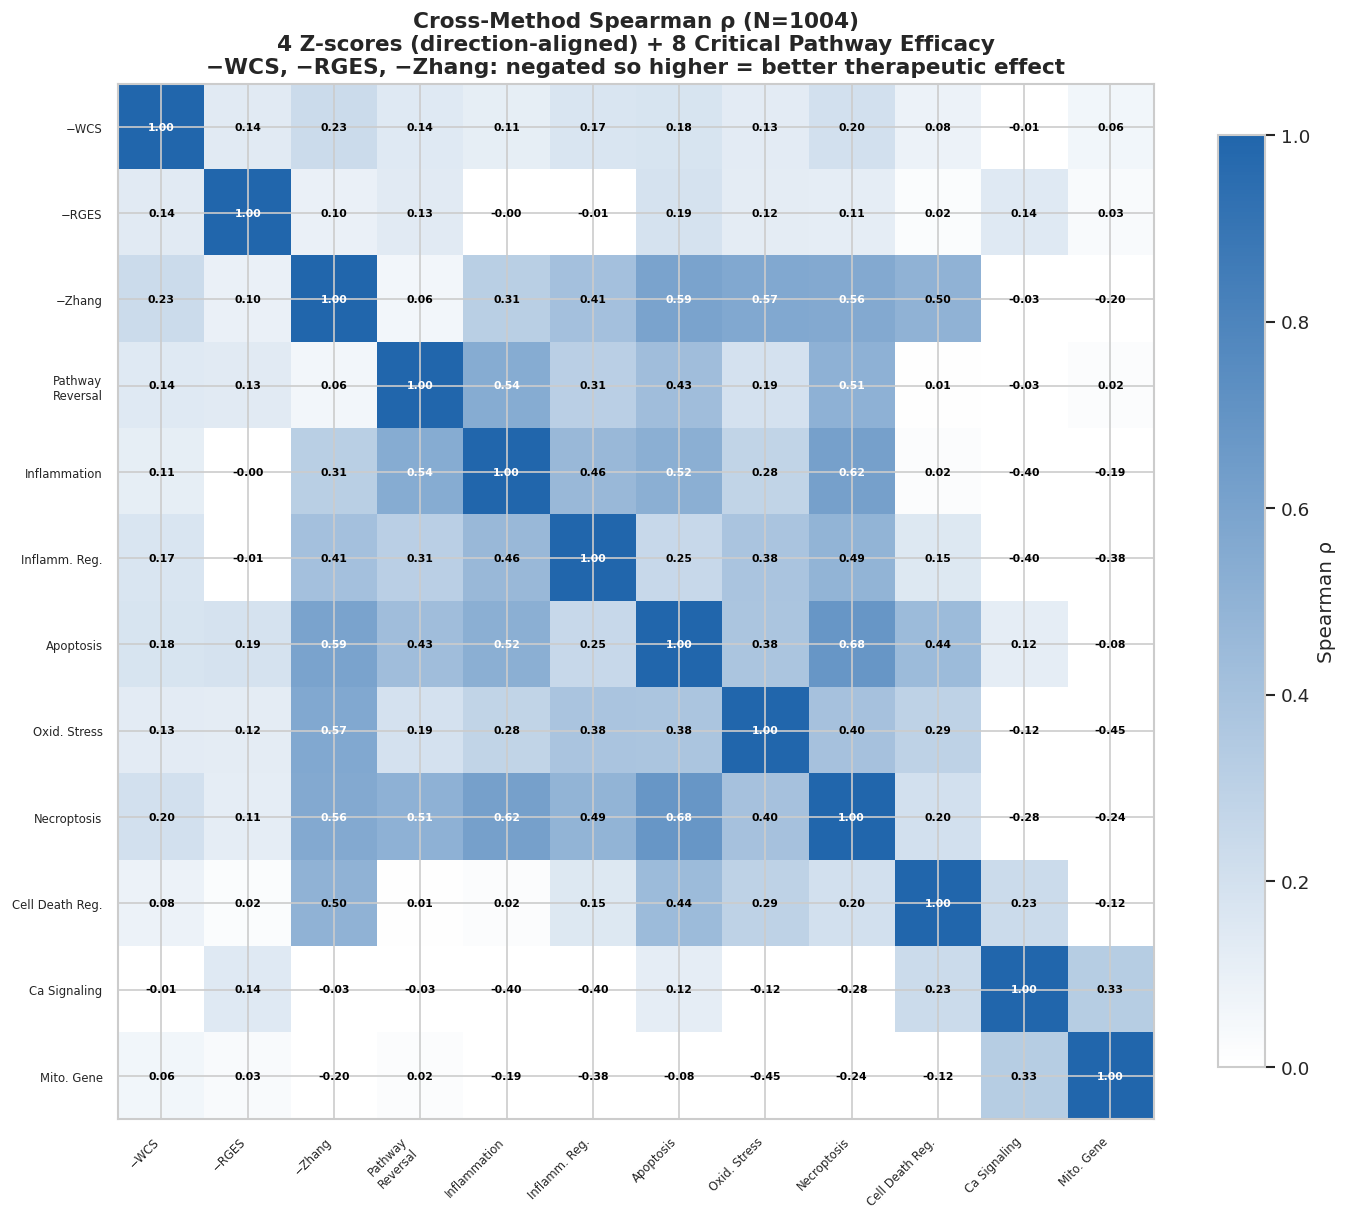 Cross-Method Spearman ρ (N=1004)
4 Z-scores (direction-aligned) + 8 Critical Pathway Efficacy
−WCS, −RGES, −Zhang: negated so higher = better therapeutic effect
−WCS 1.00 0.14 0.23 0.14 0.11 0.17 0.18 0.13 0.20 0.08 -0.01 0.06
−RGES 0.14 1.00 0.10 0.13 -0.00 -0.01 0.19 0.12 0.11 0.02 0.14 0.03
−Zhang 0.23 0.10 1.00 0.06 0.31 0.41 0.59 0.57 0.56 0.50 -0.03 -0.20
Pathway
Reversal 0.14 0.13 0.06 1.00 0.54 0.31 0.43 0.19 0.51 0.01 -0.03 0.02
Inflammation 0.11 -0.00 0.31 0.54 1.00 0.46 0.52 0.28 0.62 0.02 -0.40 -0.19
Inflamm. Reg. 0.17 -0.01 0.41 0.31 0.46 1.00 0.25 0.38 0.49 0.15 -0.40 -0.38
Apoptosis 0.18 0.19 0.59 0.43 0.52 0.25 1.00 0.38 0.68 0.44 0.12 -0.08
Oxid. Stress 0.13 0.12 0.57 0.19 0.28 0.38 0.38 1.00 0.40 0.29 -0.12 -0.45
Necroptosis 0.20 0.11 0.56 0.51 0.62 0.49 0.68 0.40 1.00 0.20 -0.28 -0.24
Cell Death Reg. 0.08 0.02 0.50 0.01 0.02 0.15 0.44 0.29 0.20 1.00 0.23 -0.12
Ca Signaling -0.01 0.14 -0.03 -0.03 -0.40 -0.40 0.12 -0.12 -0.28 0.23 1.00 0.33
Mito. Gene 0.06 0.03 -0.20 0.02 -0.19 -0.38 -0.08 -0.45 -0.24 -0.12 0.33 1.00
−WCS
−RGES
−Zhang
Pathway
Reversal
Inflammation
Inflamm. Reg.
Apoptosis
Oxid. Stress
Necroptosis
Cell Death Reg.
Ca Signaling
Mito. Gene
1.0
0.8
0.6
0.4
0.2
0.0
Spearman ρ